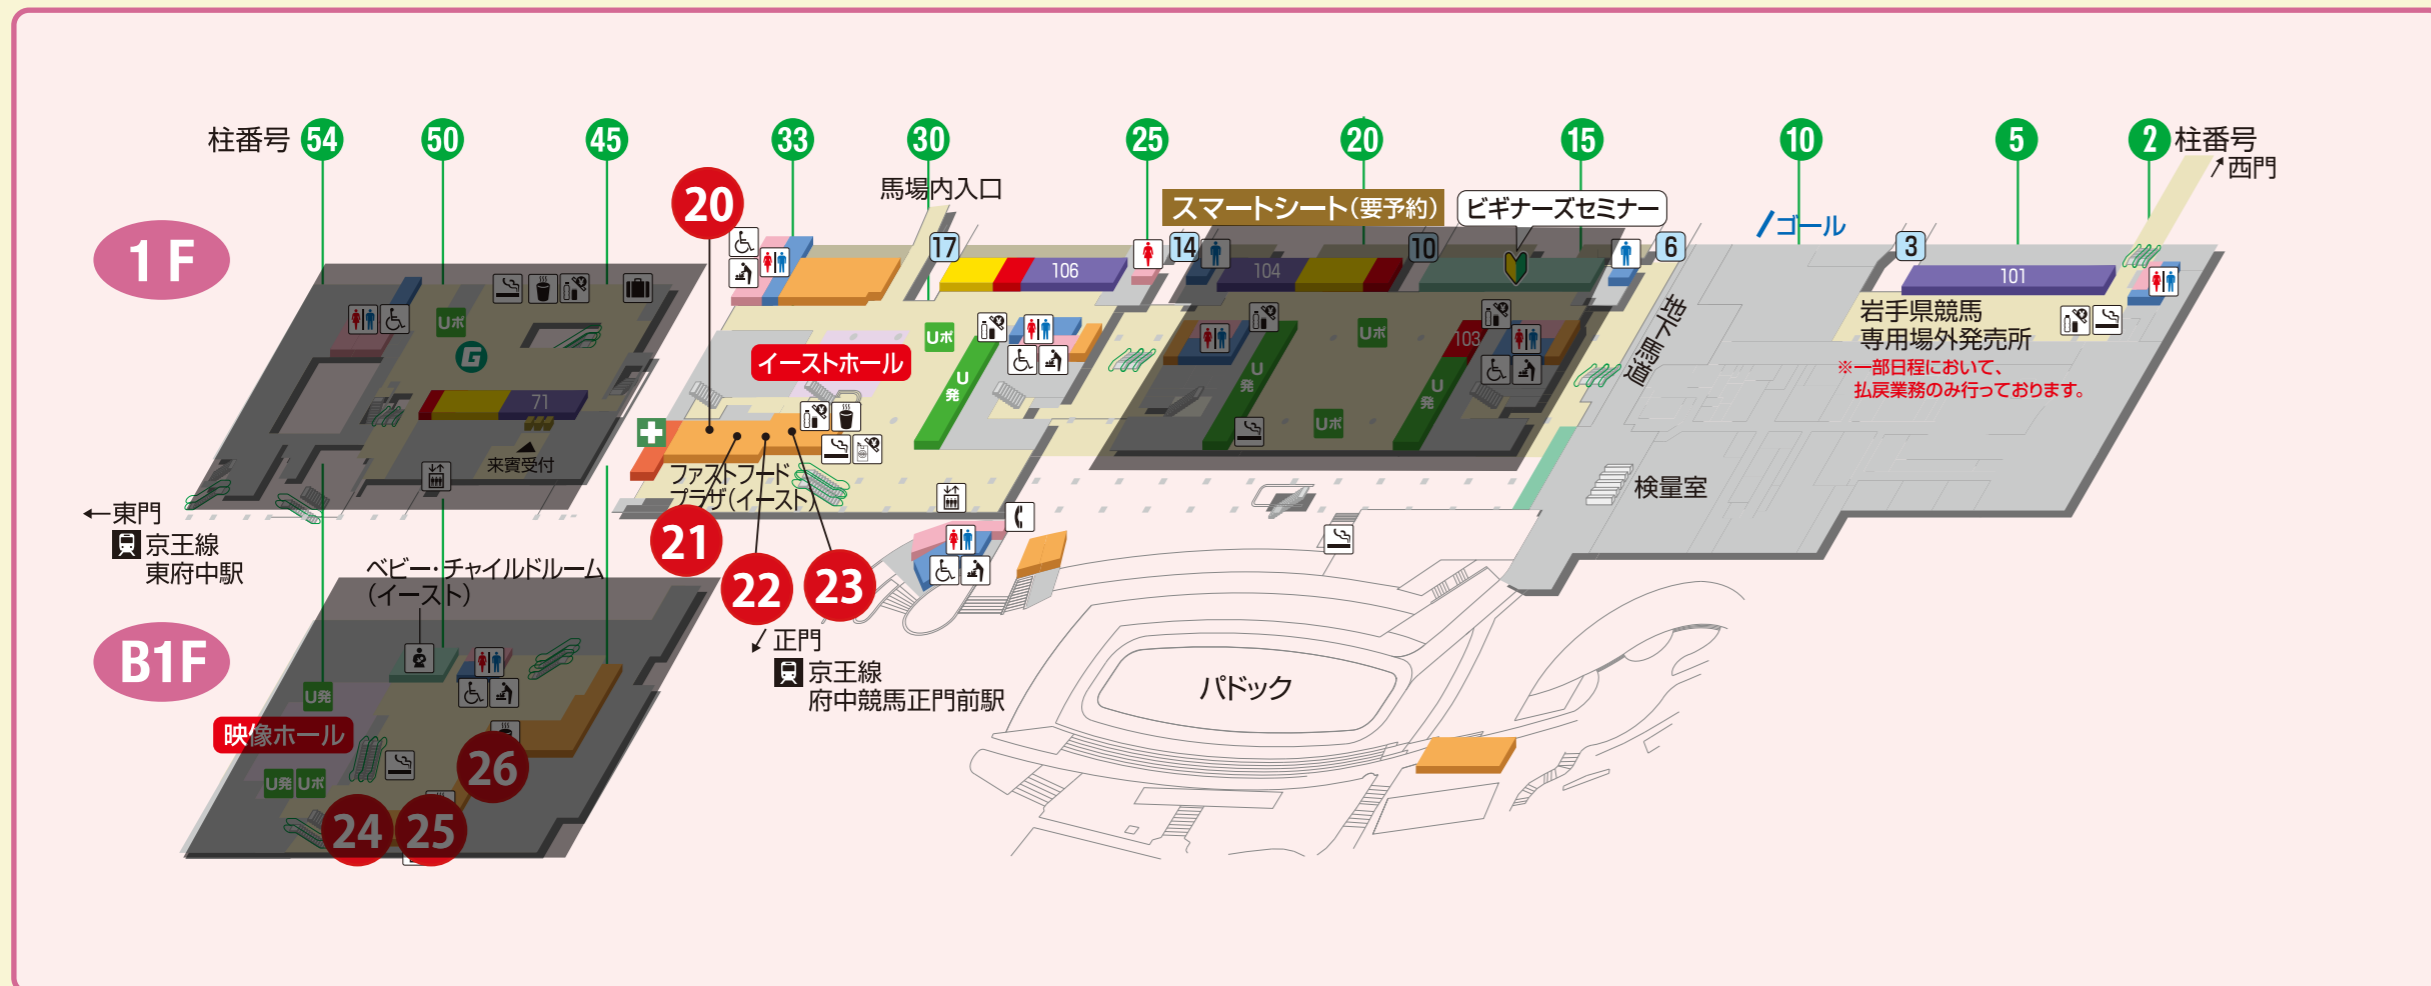 柱番号 54 50 45 33 30 25 20 15 10 5 2 柱番号
↗西門
馬場内入口
スマートシート(要予約)
ビギナーズセミナー
/ゴール
20
1F
17
14
10
6
3
106
104
101
Uポ
G
イーストホール
Uポ
U発
Uポ
U発
103
U発
Uポ
地下馬道
岩手県競馬
専用場外発売所
※一部日程において、
払戻業務のみ行っております。
71
来賓受付
ファストフード
プラザ(イースト)
検量室
←東門
京王線
東府中駅
21
22
23
ベビー・チャイルドルーム
(イースト)
↙正門
京王線
府中競馬正門前駅
B1F
U発
映像ホール
U発 Uポ
26
24
25
パドック